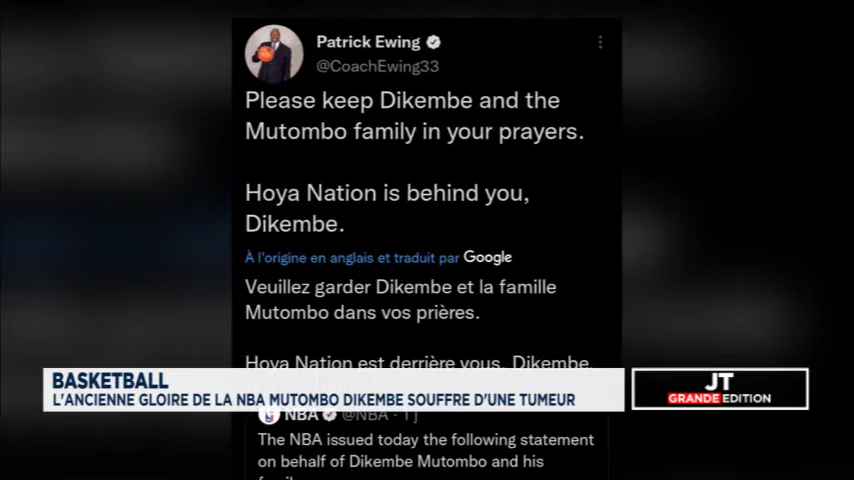 Patrick Ewing
@CoachEwing33
Please keep Dikembe and the
Mutombo family in your prayers.
Hoya Nation is behind you,
Dikembe.
À l'origine en anglais et traduit par Google
Veuillez garder Dikembe et la famille
Mutombo dans vos prières.
Hoya Nation est derrière vous, Dikembe.
BASKETBALL
L'ANCIENNE GLOIRE DE LA NBA MUTOMBO DIKEMBE SOUFFRE D'UNE TUMEUR
JT
GRANDE EDITION
NBA @NBA · 1 j
The NBA issued today the following statement
on behalf of Dikembe Mutombo and his